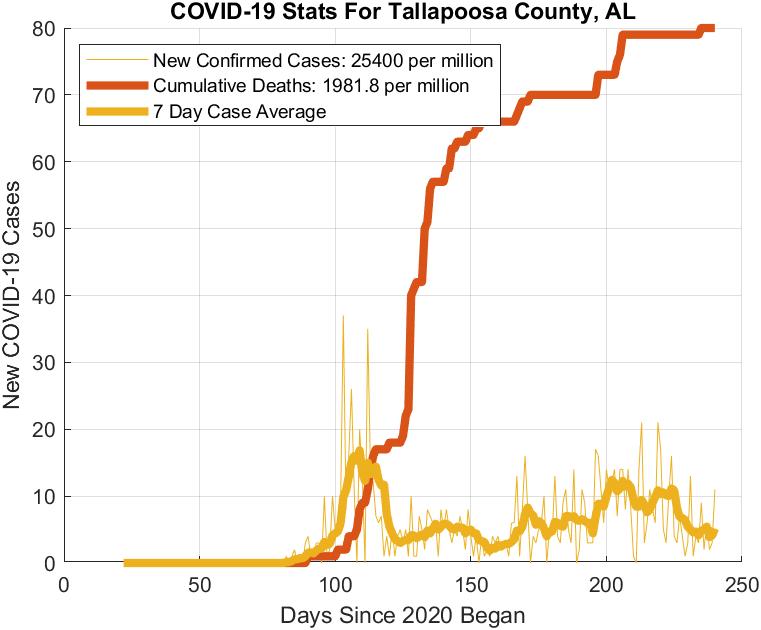 COVID-19 Stats For Tallapoosa County, AL
New Confirmed Cases: 25400 per million
Cumulative Deaths: 1981.8 per million
7 Day Case Average
New COVID-19 Cases
80
70
60
50
40
30
20
10
0
0 50 100 150 200 250
Days Since 2020 Began